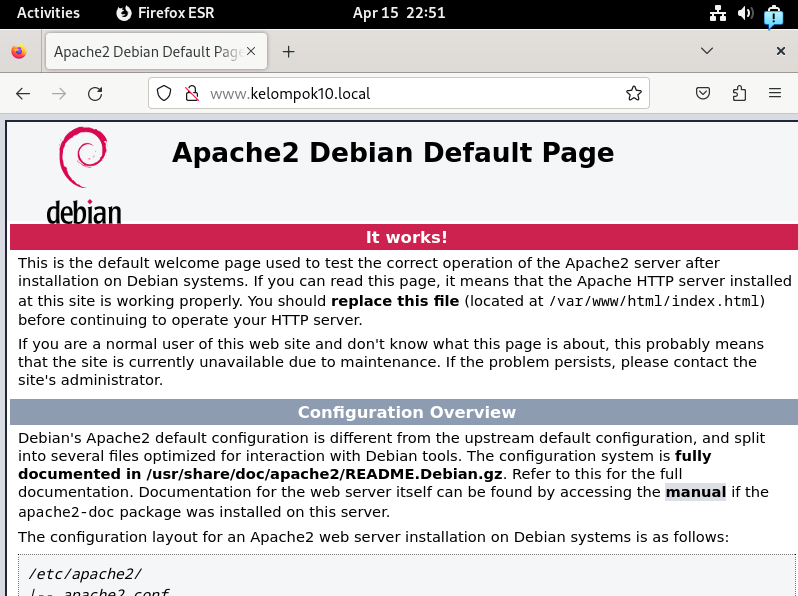 Activities Firefox ESR Apr 15 22:51
Apache2 Debian Default Page
www.kelompok10.local
debian
Apache2 Debian Default Page
It works!
This is the default welcome page used to test the correct operation of the Apache2 server after
installation on Debian systems. If you can read this page, it means that the Apache HTTP server installed
at this site is working properly. You should replace this file (located at /var/www/html/index.html)
before continuing to operate your HTTP server.
If you are a normal user of this web site and don't know what this page is about, this probably means
that the site is currently unavailable due to maintenance. If the problem persists, please contact the
site's administrator.
Configuration Overview
Debian's Apache2 default configuration is different from the upstream default configuration, and split
into several files optimized for interaction with Debian tools. The configuration system is fully
documented in /usr/share/doc/apache2/README.Debian.gz. Refer to this for the full
documentation. Documentation for the web server itself can be found by accessing the manual if the
apache2-doc package was installed on this server.
The configuration layout for an Apache2 web server installation on Debian systems is as follows:
/etc/apache2/
|-- apache2.conf